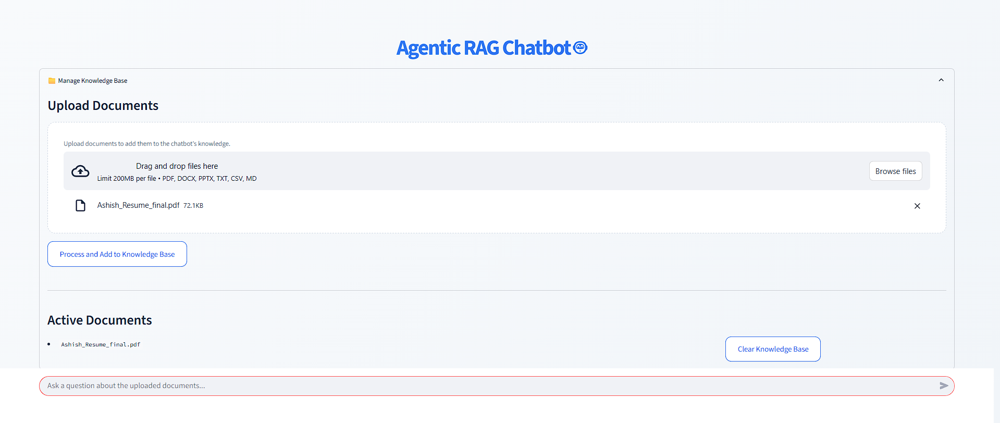 Agentic RAG Chatbot
Manage Knowledge Base
Upload Documents
Upload documents to add them to the chatbot's knowledge.
Drag and drop files here
Limit 200MB per file • PDF, DOCX, PPTX, TXT, CSV, MD
Browse files
Ashish_Resume_final.pdf 72.1KB
Process and Add to Knowledge Base
Active Documents
• Ashish_Resume_final.pdf
Clear Knowledge Base
Ask a question about the uploaded documents...